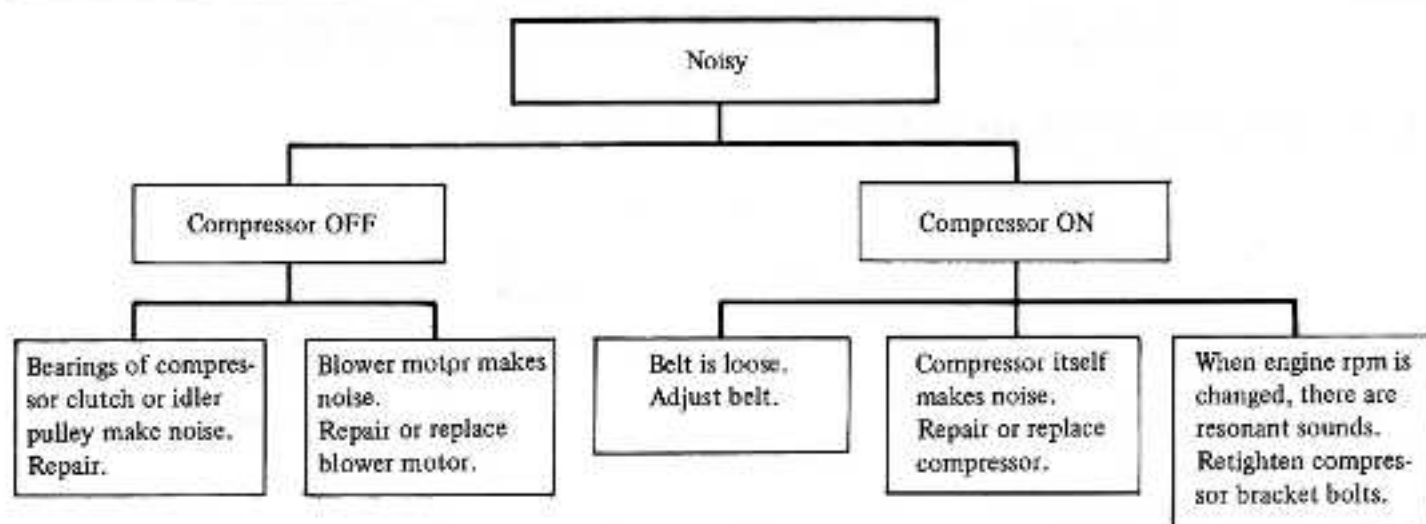 Noisy
Compressor OFF
Compressor ON
Bearings of compres-
sor clutch or idler
pulley make noise.
Repair.
Blower motor makes
noise.
Repair or replace
blower motor.
Belt is loose.
Adjust belt.
Compressor itself
makes noise.
Repair or replace
compressor.
When engine rpm is
changed, there are
resonant sounds.
Retighten compres-
sor bracket bolts.